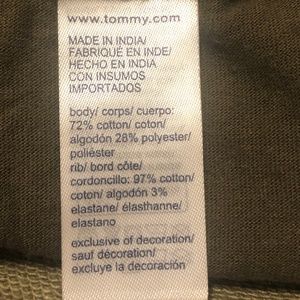 www.tommy.com
MADE IN INDIA/
FABRIQUÉ EN INDE/
HECHO EN INDIA
CON INSUMOS
IMPORTADOS
body/ corps/ cuerpo:
72% cotton/ coton/
algodón 28% polyester/
poliéster
rib/ bord côte/
cordoncillo: 97% cotton/
coton/ algodón 3%
elastane/ élasthanne/
elastano
exclusive of decoration/
sauf décoration/
excluye la decoración